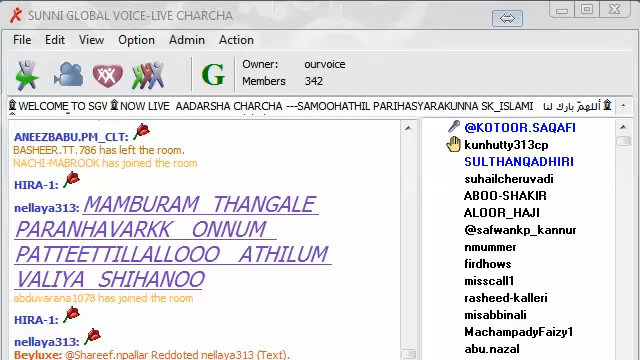 SUNNI GLOBAL VOICE-LIVE CHARCHA
File Edit View Option Admin Action
G
Owner: ourvoice
Members 342
WELCOME TO SGV NOW LIVE AADARSHA CHARCHA ---SAMOOHATHIL PARIHASYARAKUNNA SK_ISLAMI اللهمّ بارك لنا
ANEEZBABU.PM_CLT:
BASHEER.TT.786 has left the room.
NACHI-MABROOK has joined the room
HIRA-1:
nellaya313: MAMBURAM THANGALE
PARANHAVARKK ONNUM
PATTEETTILLALLOOO ATHILUM
VALIYA SHIHANOO
abduvarana1078 has joined the room
HIRA-1:
nellaya313:
Beyluxe: @Shareef.npallar Reddoted nellaya313 (Text).
@KOTOOR.SAQAFI
kunhutty313cp
SULTHANQADHIRI
suhailcheruvadi
ABOO-SHAKIR
ALOOR_HAJI
@safwankp_kannur
nmummer
firdhows
misscall1
rasheed-kalleri
misabbinali
MachampadyFaizy1
abu.nazal